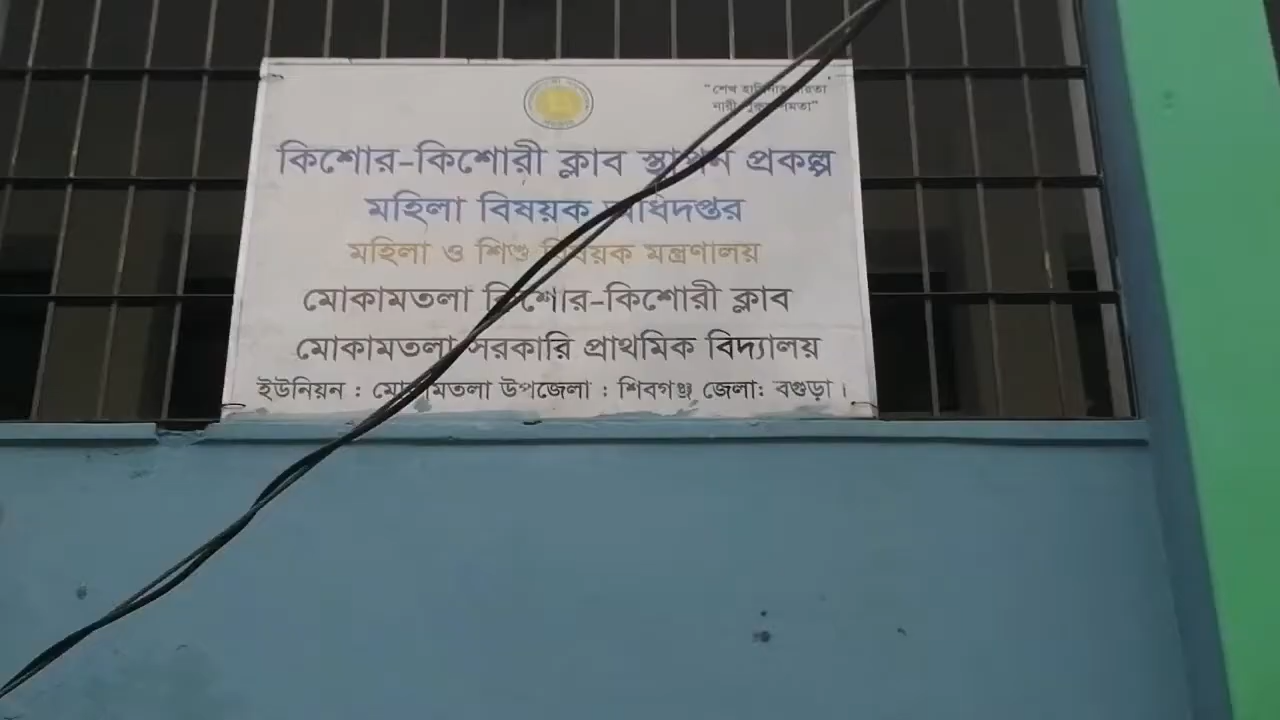 "শেখ হাসিনার বারতা
নারী পুরুষ সমতা"
কিশোর-কিশোরী ক্লাব স্থাপন প্রকল্প
মহিলা বিষয়ক অধিদপ্তর
মহিলা ও শিশু বিষয়ক মন্ত্রণালয়
মোকামতলা কিশোর-কিশোরী ক্লাব
মোকামতলা সরকারি প্রাথমিক বিদ্যালয়
ইউনিয়ন : মোকামতলা উপজেলা : শিবগঞ্জ জেলা: বগুড়া।